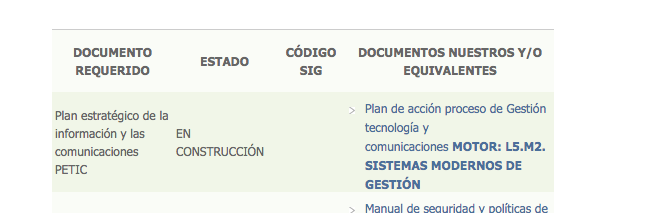 DOCUMENTO REQUERIDO
ESTADO
CÓDIGO SIG
DOCUMENTOS NUESTROS Y/O EQUIVALENTES
Plan estratégico de la
información y las
comunicaciones
PETIC
EN
CONSTRUCCIÓN
Plan de acción proceso de Gestión
tecnología y
comunicaciones MOTOR: L5.M2.
SISTEMAS MODERNOS DE
GESTIÓN
Manual de seguridad y políticas de